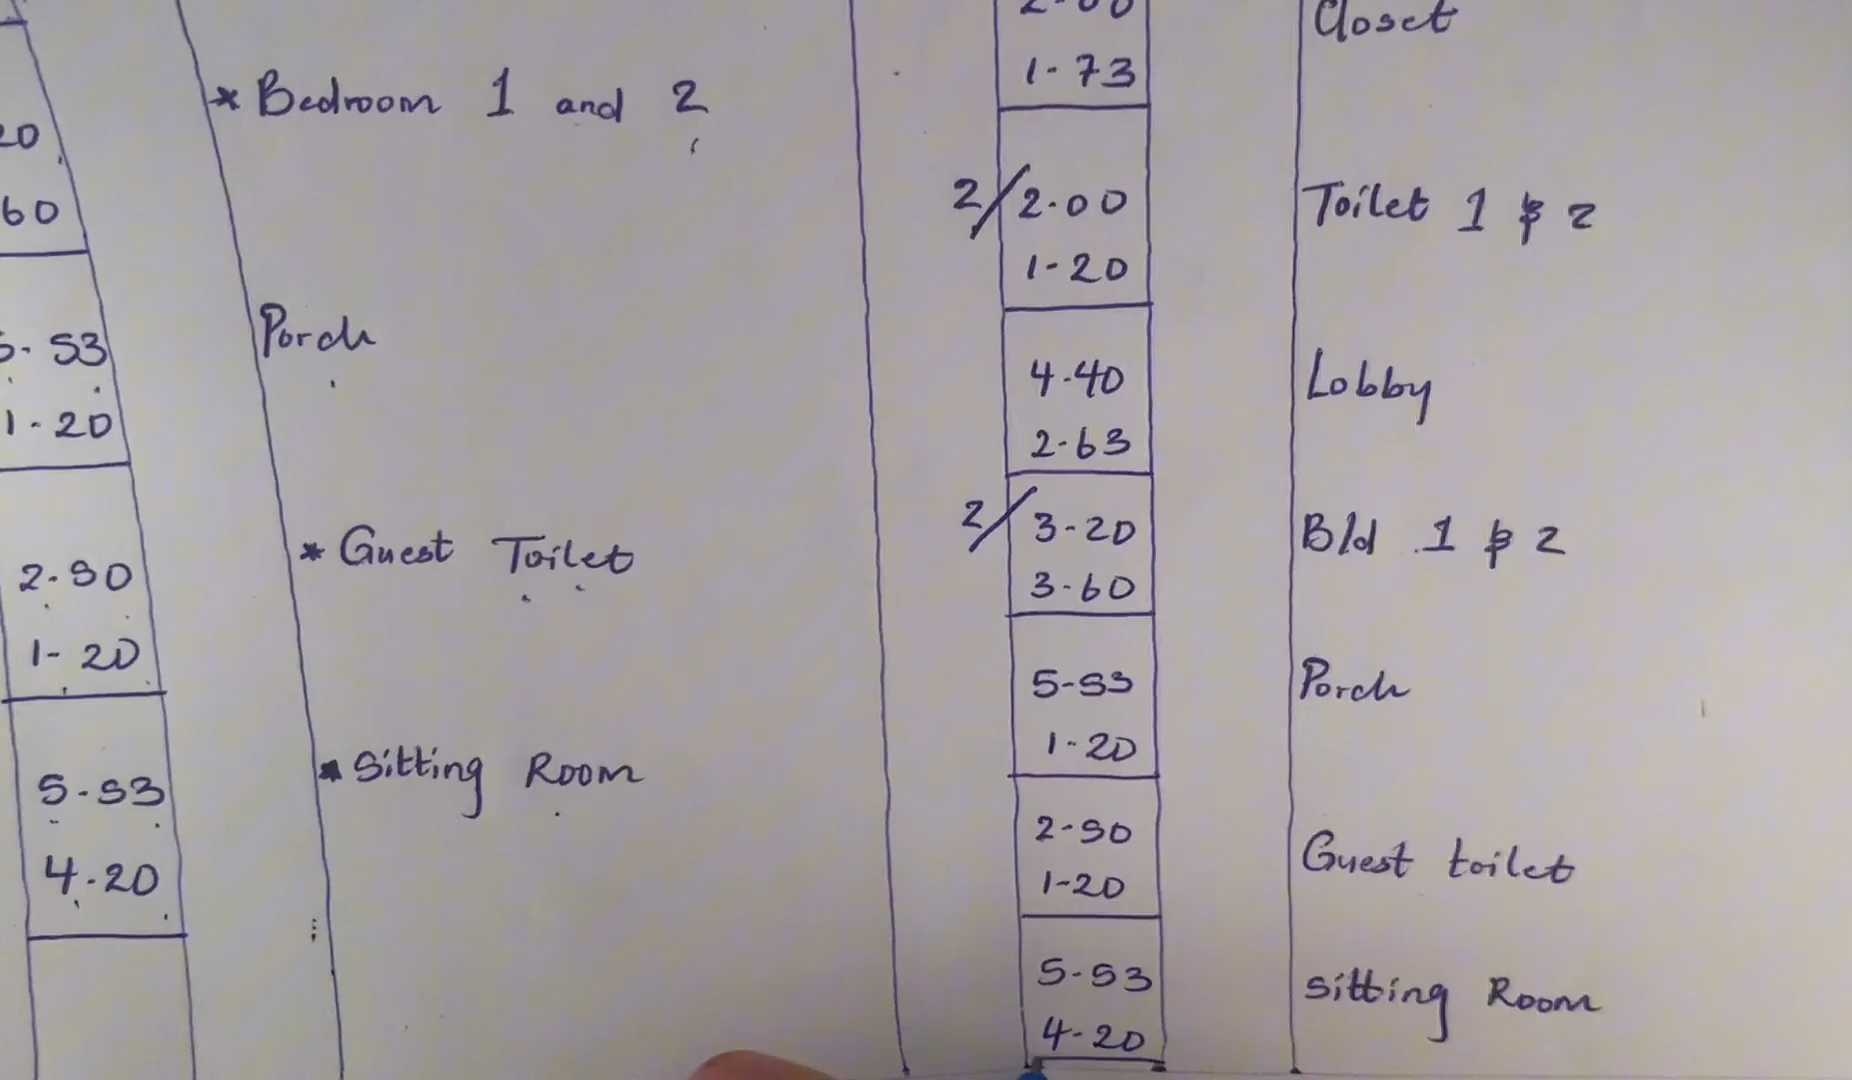 20
60
* Bedroom 1 and 2
5-53
1-20
Porch
2-90
1-20
* Guest Toilet
5-53
4-20
* Sitting Room
1-73
Closet
2/2.00
1-20
Toilet 1 & 2
4.40
2-63
Lobby
2/3-20
3-60
B/d 1 & 2
5-53
1-20
Porch
2-90
1-20
Guest toilet
5-53
4-20
sitting Room